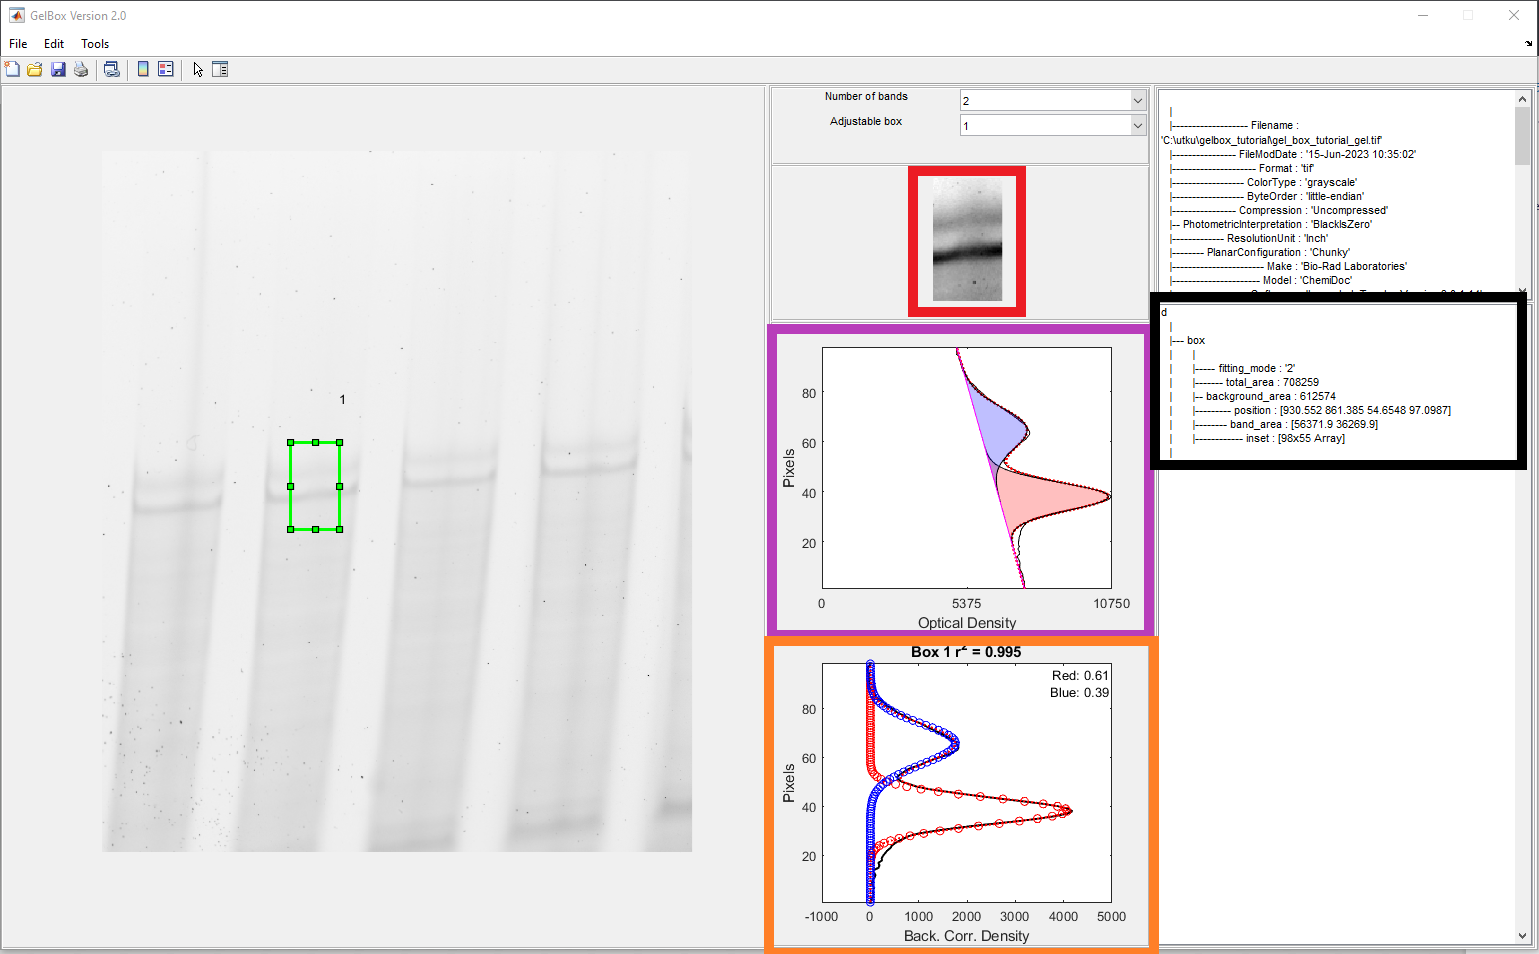 GelBox Version 2.0
File Edit Tools
Number of bands 2
Adjustable box 1
1
|------------------- Filename :
'C:\utku\gelbox_tutorial\gel_box_tutorial_gel.tif'
|---------------- FileModDate : '15-Jun-2023 10:35:02'
|--------------------- Format : 'tif'
|------------------ ColorType : 'grayscale'
|------------------ ByteOrder : 'little-endian'
|---------------- Compression : 'Uncompressed'
|-- PhotometricInterpretation : 'BlackIsZero'
|------------- ResolutionUnit : 'Inch'
|-------- PlanarConfiguration : 'Chunky'
|----------------------- Make : 'Bio-Rad Laboratories'
|---------------------- Model : 'ChemiDoc'
d
|
|--- box
|
|----- fitting_mode : '2'
|------- total_area : 708259
|-- background_area : 612574
|--------- position : [930.552 861.385 54.6548 97.0987]
|-------- band_area : [56371.9 36269.9]
|------------ inset : [98x55 Array]
80
60
40
20
Pixels
0 5375 10750
Optical Density
Box 1 r² = 0.995
Red: 0.61
Blue: 0.39
80
60
40
20
Pixels
-1000 0 1000 2000 3000 4000 5000
Back. Corr. Density